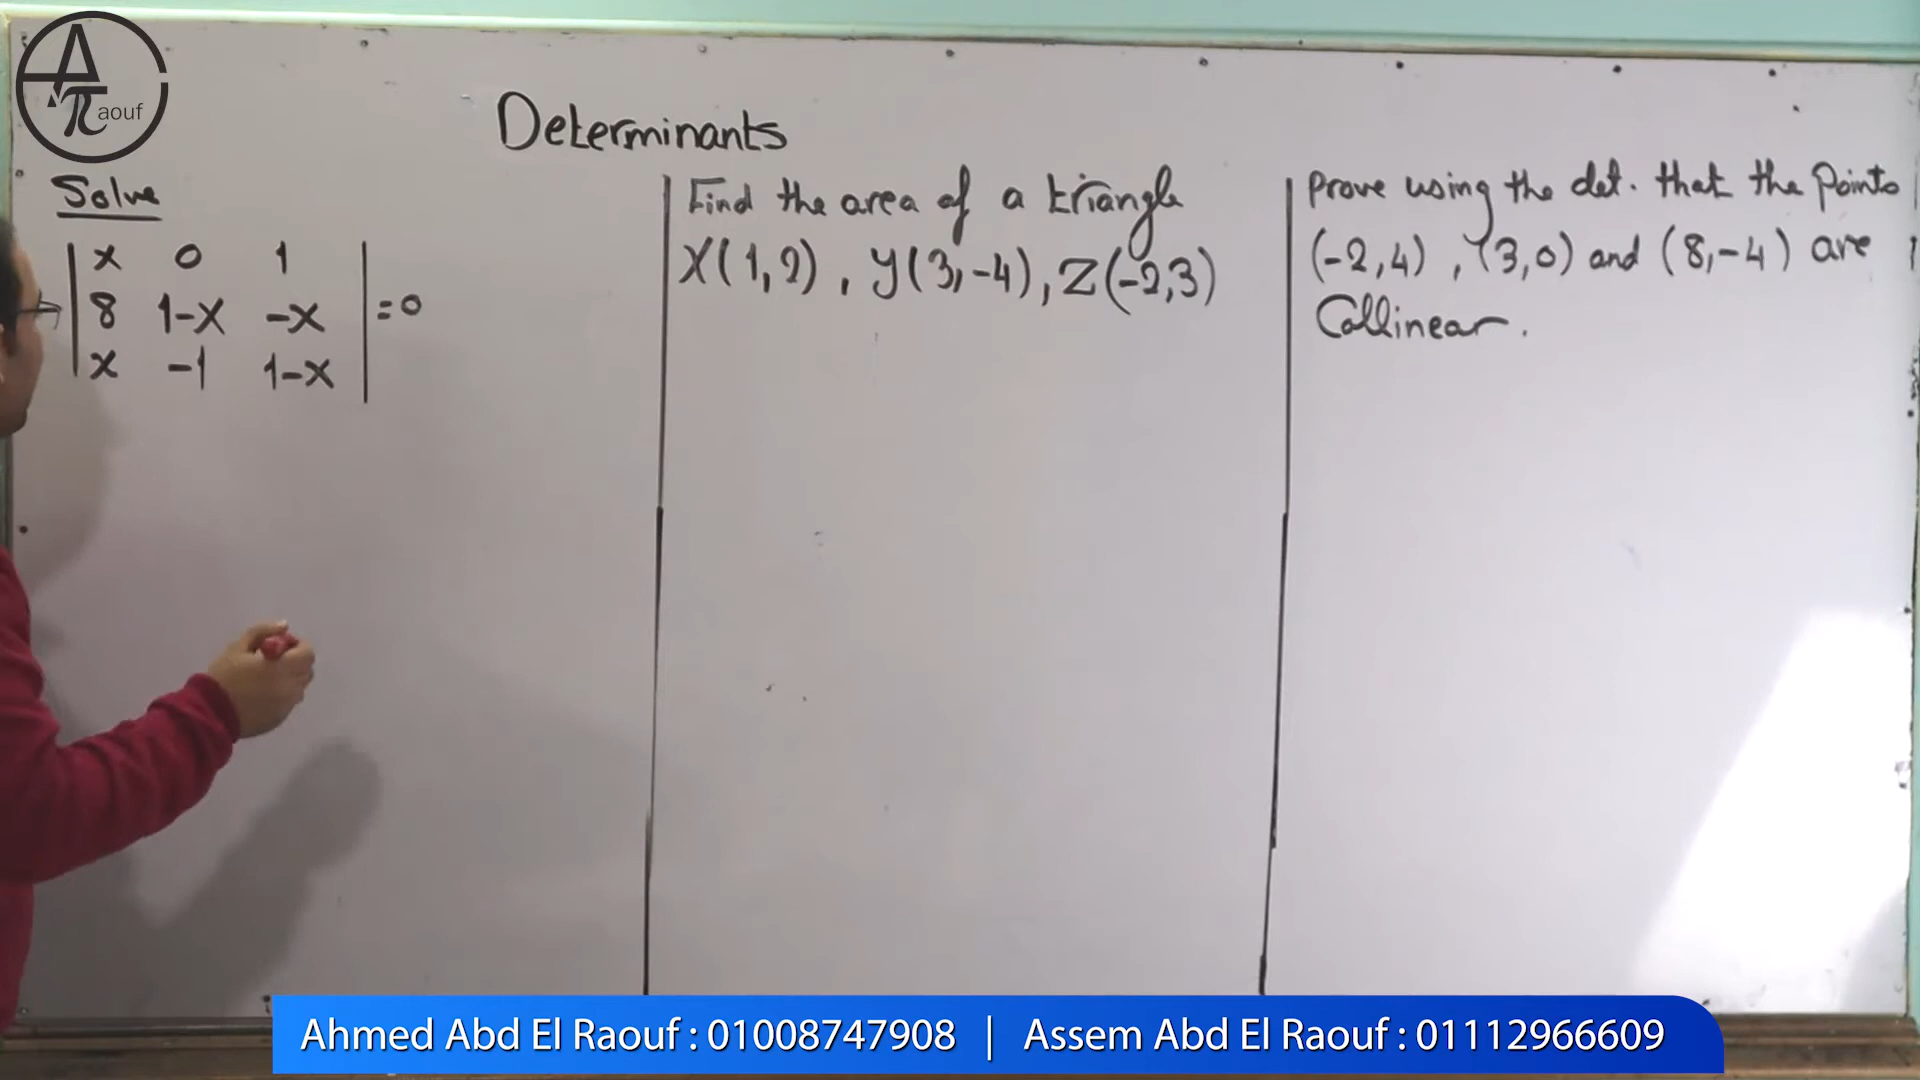 A
π aouf
Determinants
Solve
x 0 1
8 1-x -x = 0
x -1 1-x
Find the area of a triangle
X(1,2), y(3,-4), Z(-2,3)
prove using the det. that the points
(-2,4), (3,0) and (8,-4) are
Collinear.
Ahmed Abd El Raouf : 01008747908 | Assem Abd El Raouf : 01112966609